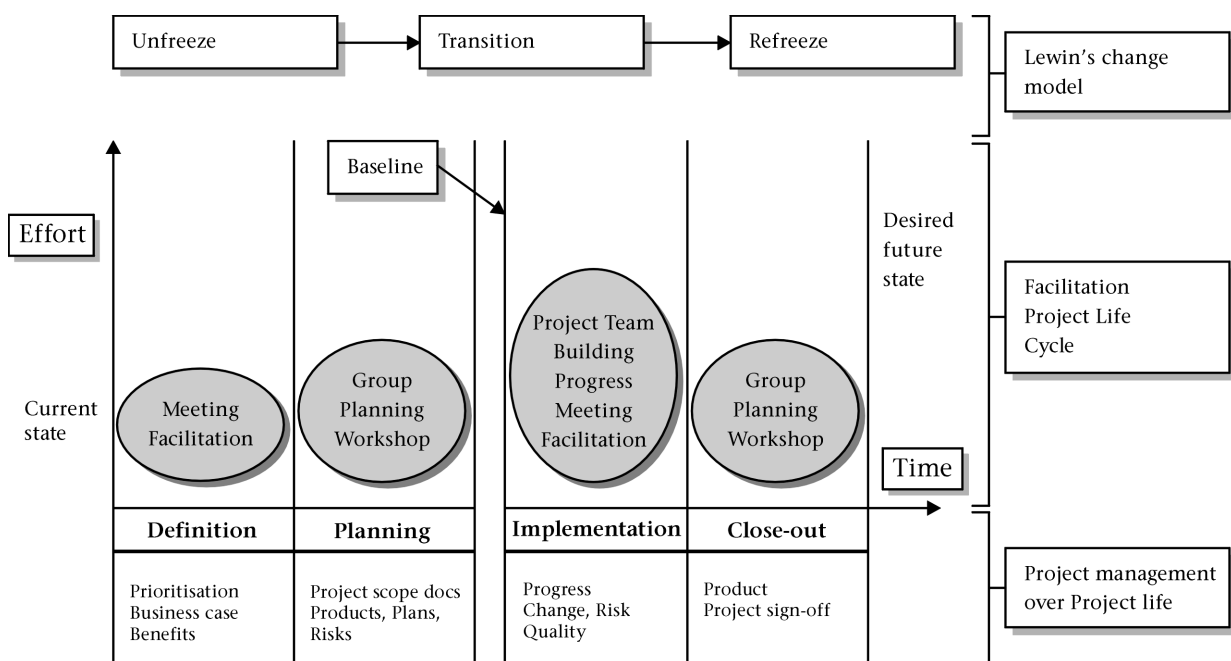 Unfreeze
Transition
Refreeze
Lewin's change
model
Baseline
Effort
Desired
future
state
Facilitation
Project Life
Cycle
Current
state
Meeting
Facilitation
Group
Planning
Workshop
Project Team
Building
Progress
Meeting
Facilitation
Group
Planning
Workshop
Time
Definition
Planning
Implementation
Close-out
Prioritisation
Business case
Benefits
Project scope docs
Products, Plans,
Risks
Progress
Change, Risk
Quality
Product
Project sign-off
Project management
over Project life